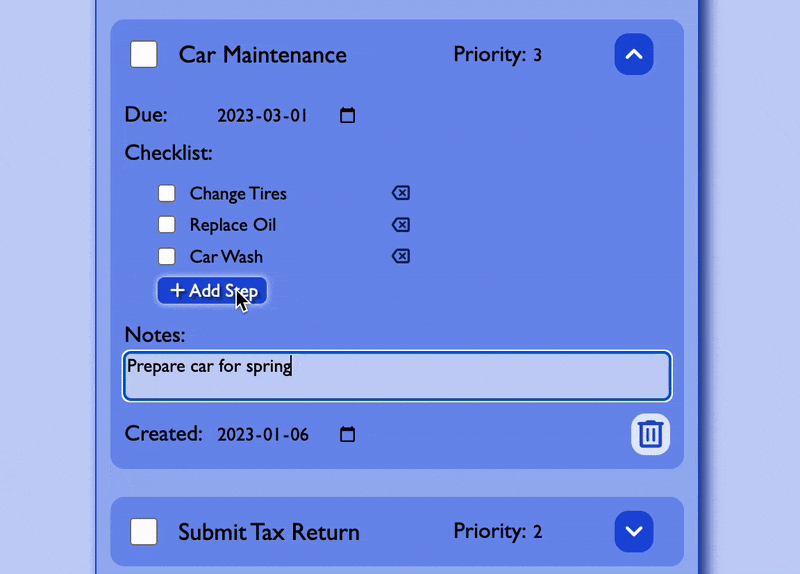 Car Maintenance Priority: 3
Due: 2023-03-01
Checklist:
Change Tires
Replace Oil
Car Wash
+ Add Step
Notes:
Prepare car for spring
Created: 2023-01-06
Submit Tax Return Priority: 2